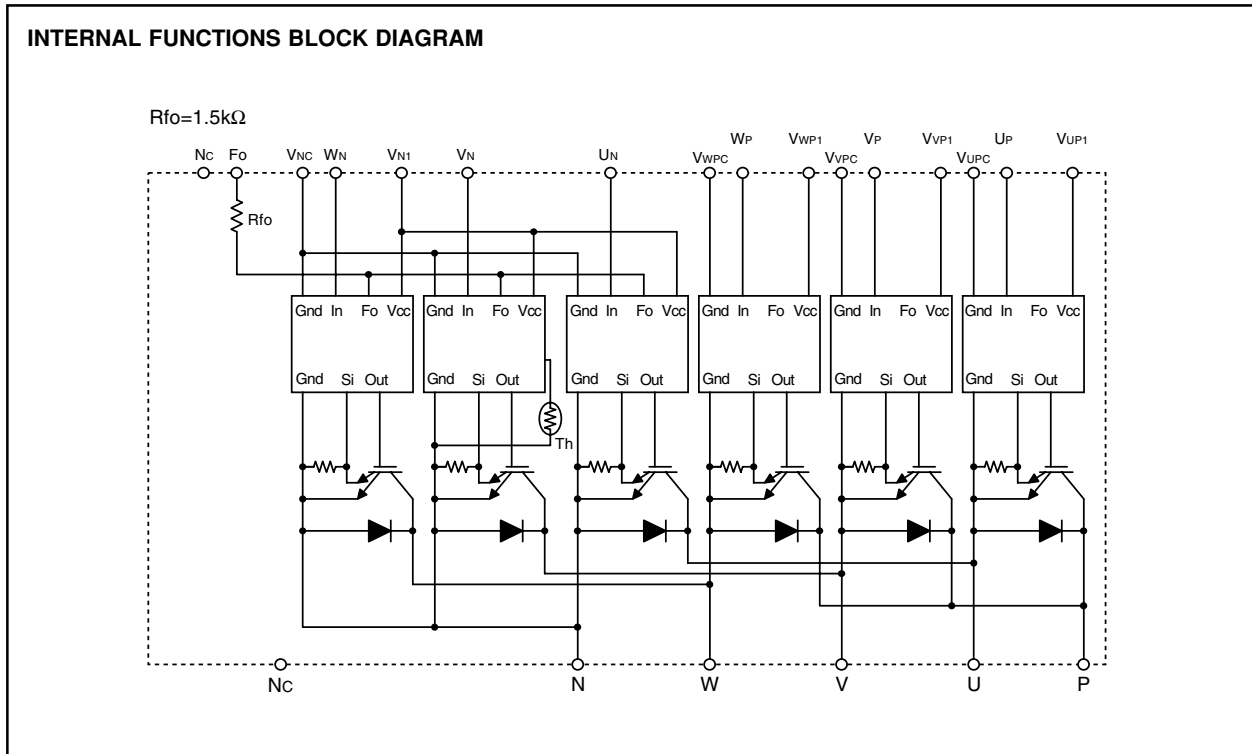 INTERNAL FUNCTIONS BLOCK DIAGRAM
Rfo=1.5kΩ
NC FO VNC WN VN1 VN UN VWPC WP VWP1 VVPC VP VVP1 VUPC UP VUP1
Rfo
Gnd In Fo Vcc Gnd In Fo Vcc Gnd In Fo Vcc Gnd In Fo Vcc Gnd In Fo Vcc Gnd In Fo Vcc
Gnd Si Out Gnd Si Out Gnd Si Out Gnd Si Out Gnd Si Out Gnd Si Out
Th
NC N W V U P